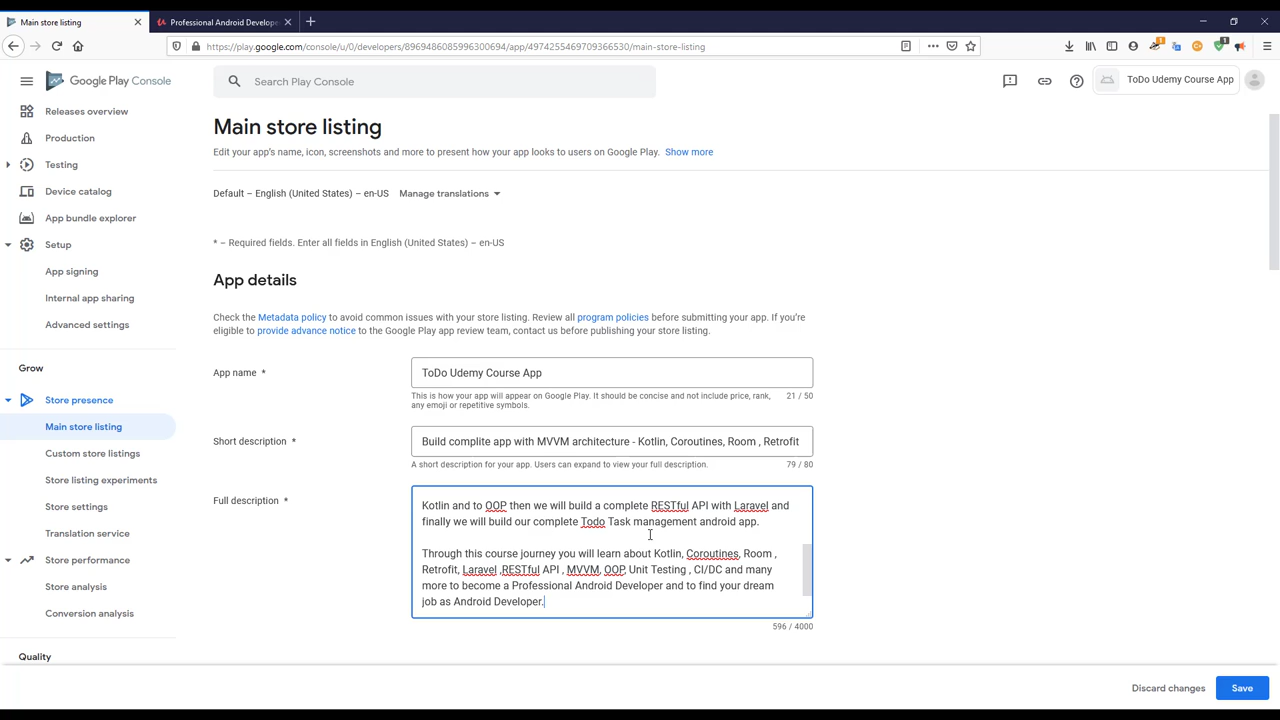 Main store listing
Professional Android Develope
https://play.google.com/console/u/0/developers/8969486085996300694/app/4974255469709366530/main-store-listing
1
1
Google Play Console
Search Play Console
ToDo Udemy Course App
Releases overview
Production
Testing
Device catalog
App bundle explorer
Setup
App signing
Internal app sharing
Advanced settings
Grow
Store presence
Main store listing
Custom store listings
Store listing experiments
Store settings
Translation service
Store performance
Store analysis
Conversion analysis
Quality
Main store listing
Edit your app's name, icon, screenshots and more to present how your app looks to users on Google Play. Show more
Default – English (United States) – en-US Manage translations
* – Required fields. Enter all fields in English (United States) – en-US
App details
Check the Metadata policy to avoid common issues with your store listing. Review all program policies before submitting your app. If you're
eligible to provide advance notice to the Google Play app review team, contact us before publishing your store listing.
App name *
ToDo Udemy Course App
This is how your app will appear on Google Play. It should be concise and not include price, rank, 21 / 50
any emoji or repetitive symbols.
Short description *
Build complite app with MVVM architecture - Kotlin, Coroutines, Room , Retrofit
A short description for your app. Users can expand to view your full description. 79 / 80
Full description *
Kotlin and to OOP then we will build a complete RESTful API with Laravel and
finally we will build our complete Todo Task management android app.
Through this course journey you will learn about Kotlin, Coroutines, Room ,
Retrofit, Laravel ,RESTful API , MVVM, OOP, Unit Testing , CI/DC and many
more to become a Professional Android Developer and to find your dream
job as Android Developer.
596 / 4000
Discard changes
Save